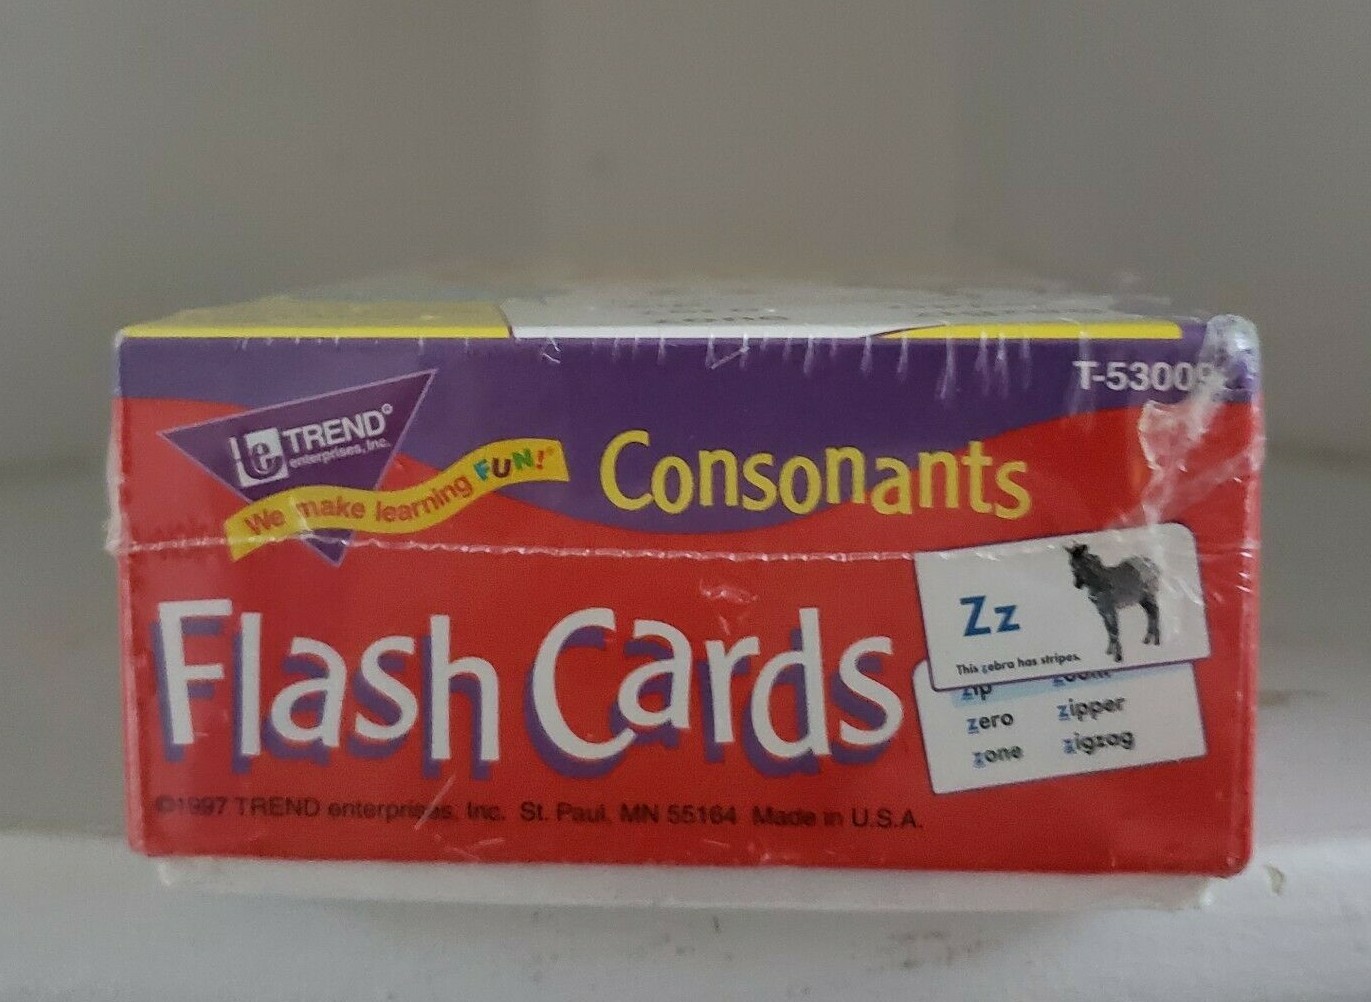 TREND
enterprises, Inc.
We make learning FUN!
Consonants
Flash Cards
Zz
This zebra has stripes.
zip
zero zipper
zone zigzag
©1997 TREND enterprises, Inc. St. Paul, MN 55164 Made in U.S.A.